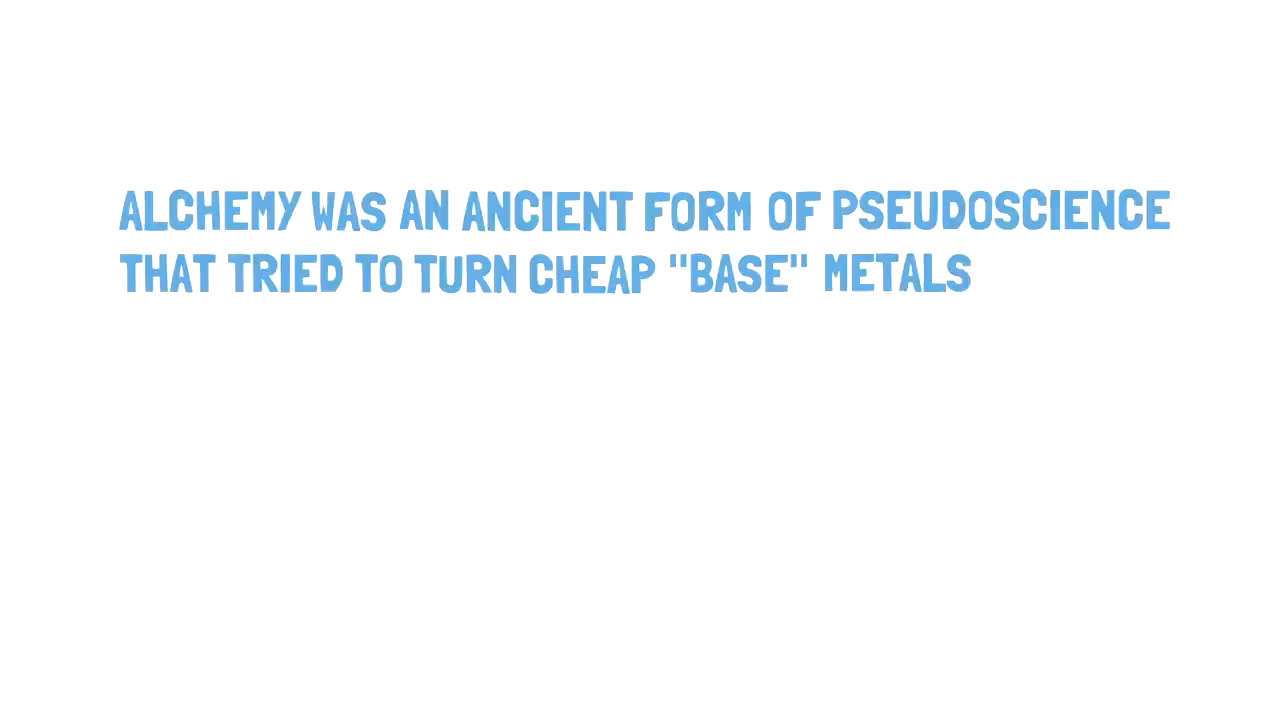 ALCHEMY WAS AN ANCIENT FORM OF PSEUDOSCIENCE
THAT TRIED TO TURN CHEAP "BASE" METALS